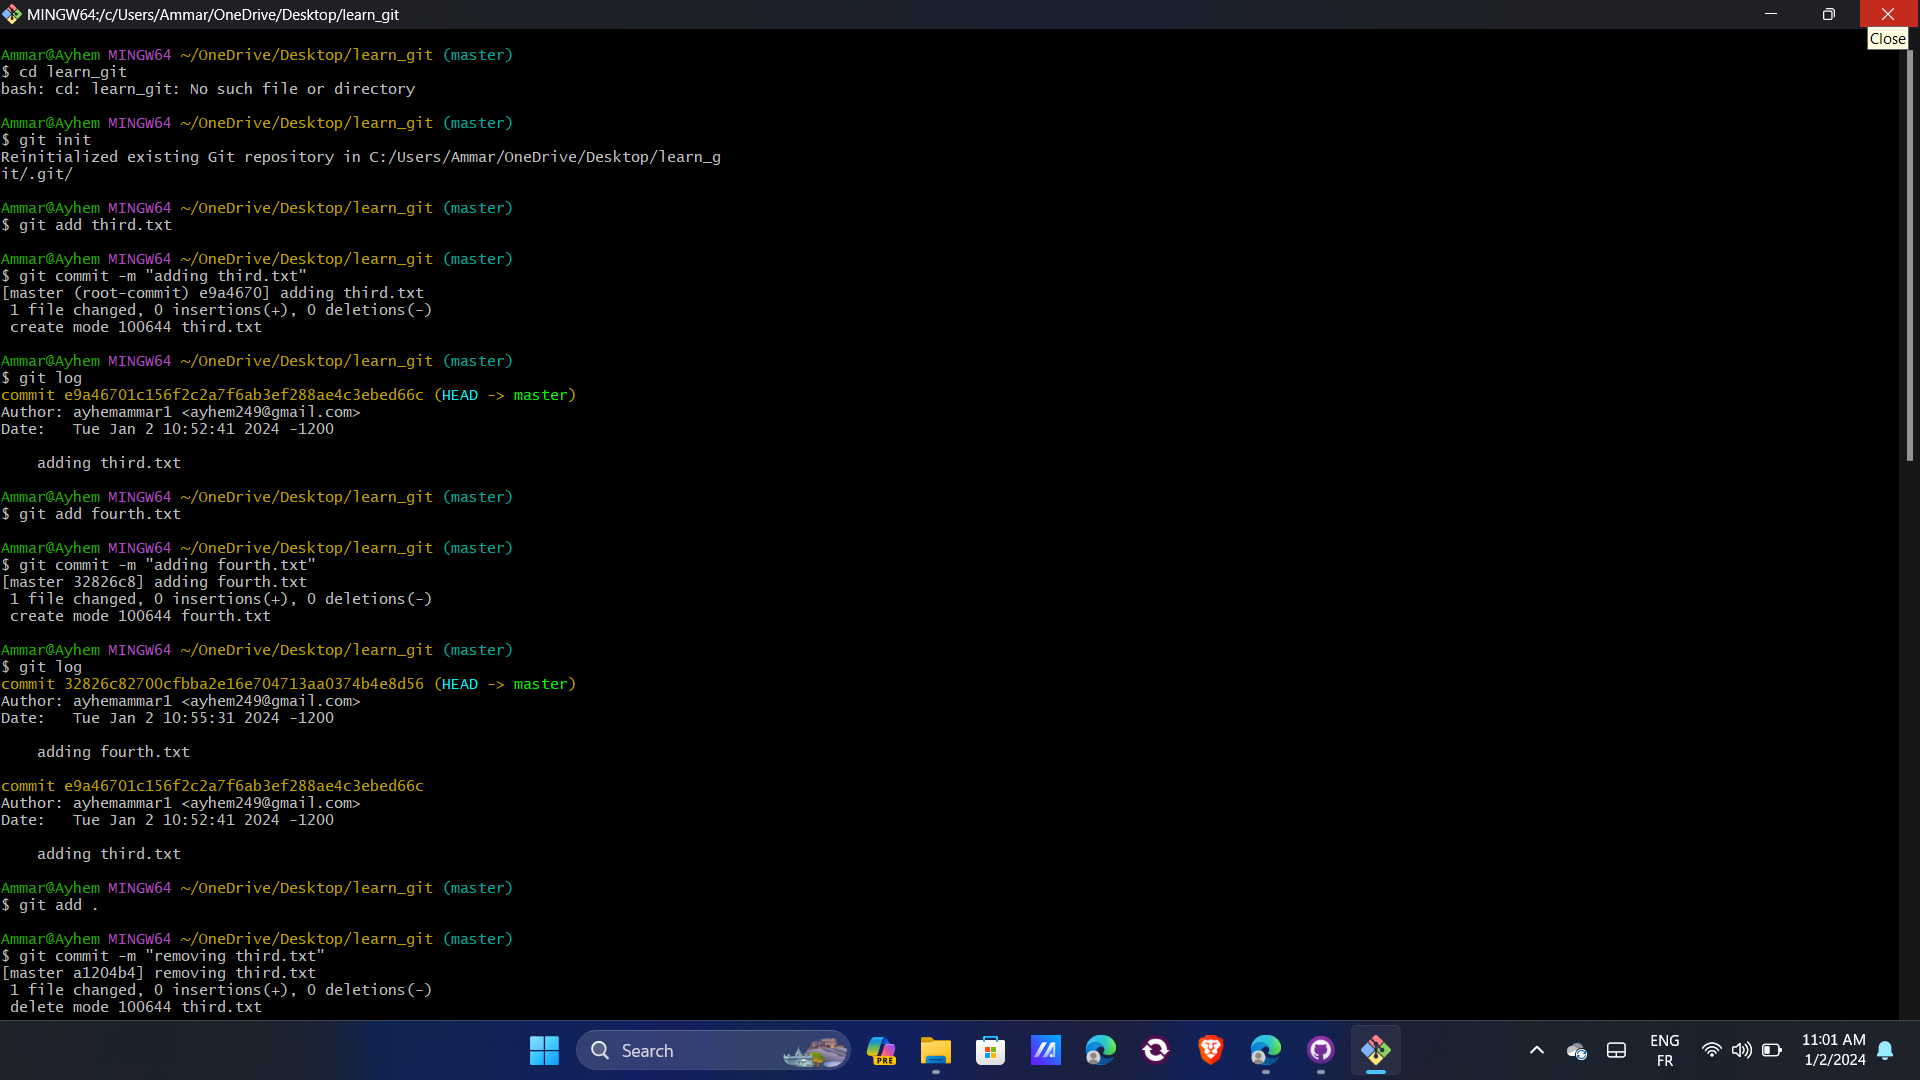 MINGW64:/c/Users/Ammar/OneDrive/Desktop/learn_git
Close
Ammar@Ayhem MINGW64 ~/OneDrive/Desktop/learn_git (master)
$ cd learn_git
bash: cd: learn_git: No such file or directory
Ammar@Ayhem MINGW64 ~/OneDrive/Desktop/learn_git (master)
$ git init
Reinitialized existing Git repository in C:/Users/Ammar/OneDrive/Desktop/learn_g
it/.git/
Ammar@Ayhem MINGW64 ~/OneDrive/Desktop/learn_git (master)
$ git add third.txt
Ammar@Ayhem MINGW64 ~/OneDrive/Desktop/learn_git (master)
$ git commit -m "adding third.txt"
[master (root-commit) e9a4670] adding third.txt
 1 file changed, 0 insertions(+), 0 deletions(-)
 create mode 100644 third.txt
Ammar@Ayhem MINGW64 ~/OneDrive/Desktop/learn_git (master)
$ git log
commit e9a46701c156f2c2a7f6ab3ef288ae4c3ebed66c (HEAD -> master)
Author: ayhemammar1 <ayhem249@gmail.com>
Date:   Tue Jan 2 10:52:41 2024 -1200
    adding third.txt
Ammar@Ayhem MINGW64 ~/OneDrive/Desktop/learn_git (master)
$ git add fourth.txt
Ammar@Ayhem MINGW64 ~/OneDrive/Desktop/learn_git (master)
$ git commit -m "adding fourth.txt"
[master 32826c8] adding fourth.txt
 1 file changed, 0 insertions(+), 0 deletions(-)
 create mode 100644 fourth.txt
Ammar@Ayhem MINGW64 ~/OneDrive/Desktop/learn_git (master)
$ git log
commit 32826c82700cfbba2e16e704713aa0374b4e8d56 (HEAD -> master)
Author: ayhemammar1 <ayhem249@gmail.com>
Date:   Tue Jan 2 10:55:31 2024 -1200
    adding fourth.txt
commit e9a46701c156f2c2a7f6ab3ef288ae4c3ebed66c
Author: ayhemammar1 <ayhem249@gmail.com>
Date:   Tue Jan 2 10:52:41 2024 -1200
    adding third.txt
Ammar@Ayhem MINGW64 ~/OneDrive/Desktop/learn_git (master)
$ git add .
Ammar@Ayhem MINGW64 ~/OneDrive/Desktop/learn_git (master)
$ git commit -m "removing third.txt"
[master a1204b4] removing third.txt
 1 file changed, 0 insertions(+), 0 deletions(-)
 delete mode 100644 third.txt
Search
PRE
ENG
FR
11:01 AM
1/2/2024